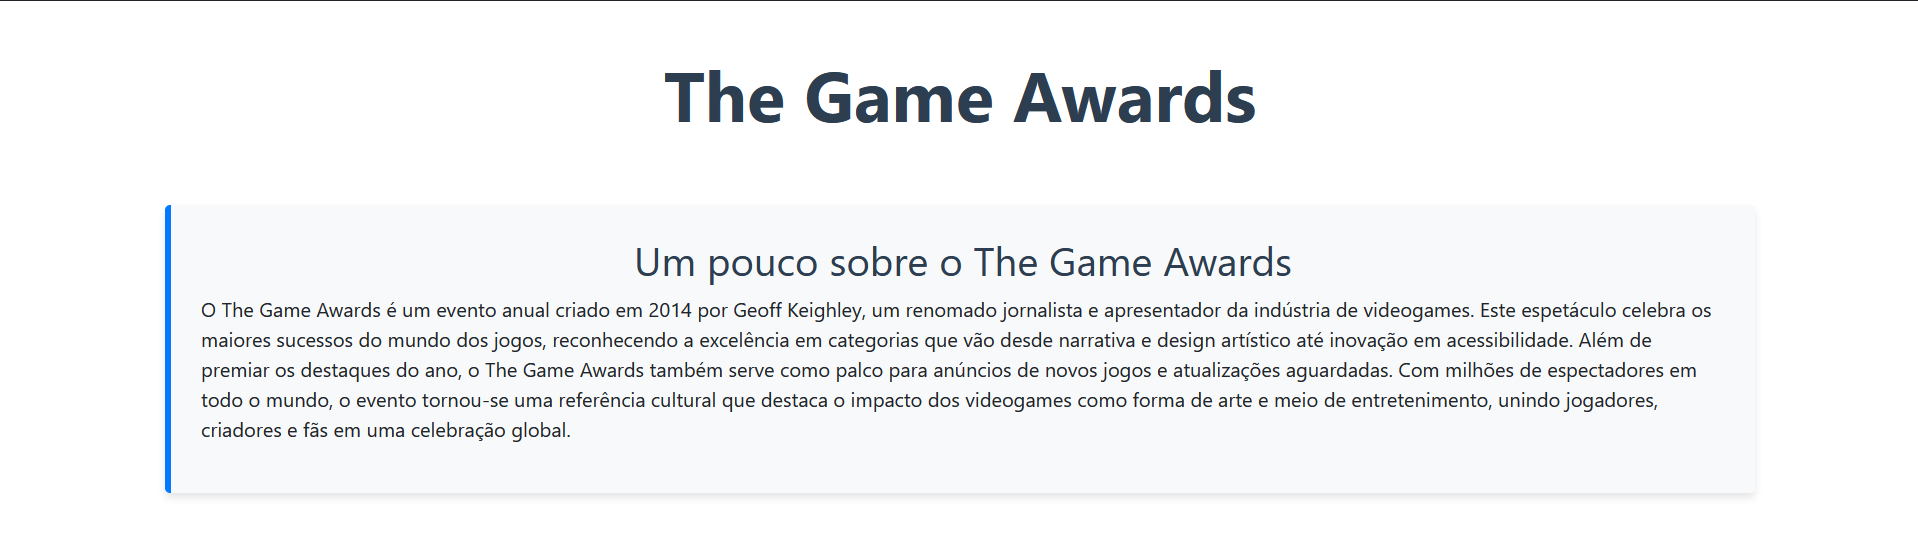 The Game Awards
Um pouco sobre o The Game Awards
O The Game Awards é um evento anual criado em 2014 por Geoff Keighley, um renomado jornalista e apresentador da indústria de videogames. Este espetáculo celebra os
maiores sucessos do mundo dos jogos, reconhecendo a excelência em categorias que vão desde narrativa e design artístico até inovação em acessibilidade. Além de
premiar os destaques do ano, o The Game Awards também serve como palco para anúncios de novos jogos e atualizações aguardadas. Com milhões de espectadores em
todo o mundo, o evento tornou-se uma referência cultural que destaca o impacto dos videogames como forma de arte e meio de entretenimento, unindo jogadores,
criadores e fãs em uma celebração global.